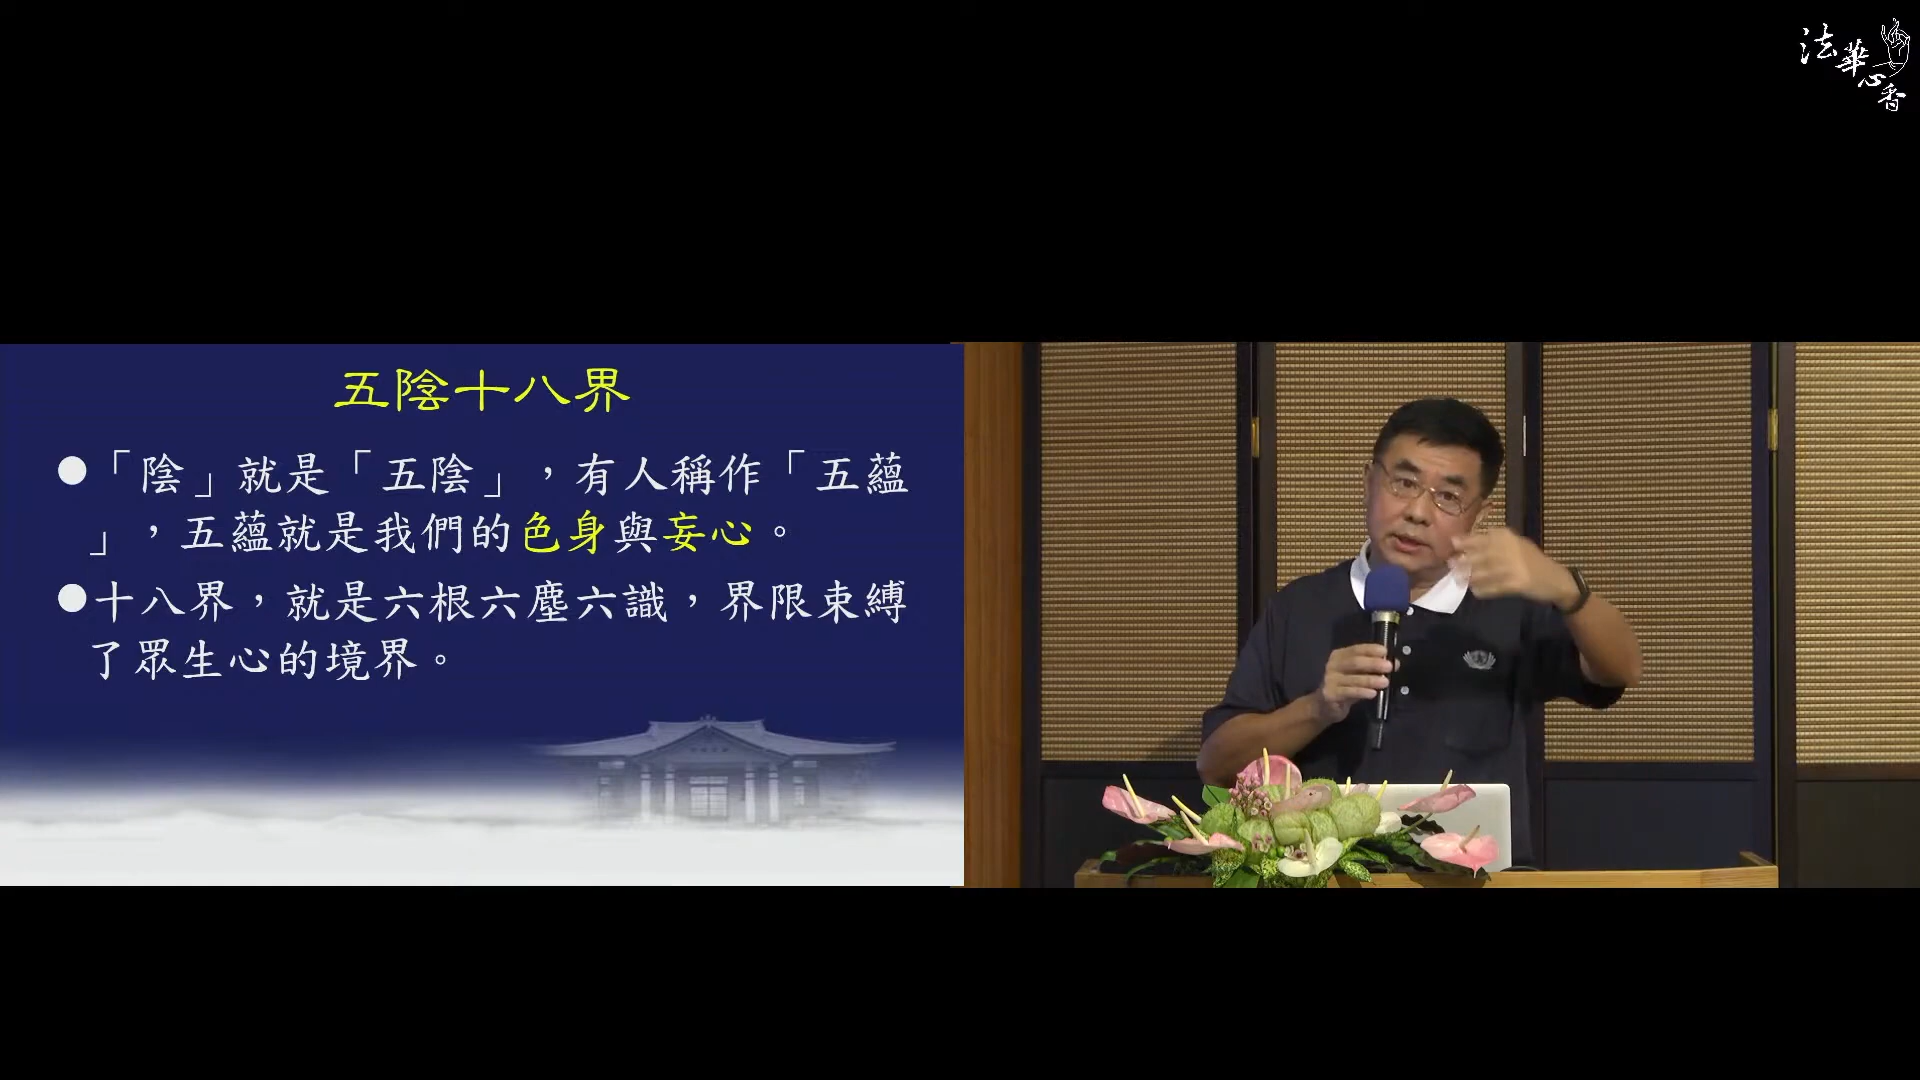 法華心香
五陰十八界
●「陰」就是「五陰」，有人稱作「五蘊
」，五蘊就是我們的色身與妄心。
●十八界，就是六根六塵六識，界限束縛
了眾生心的境界。